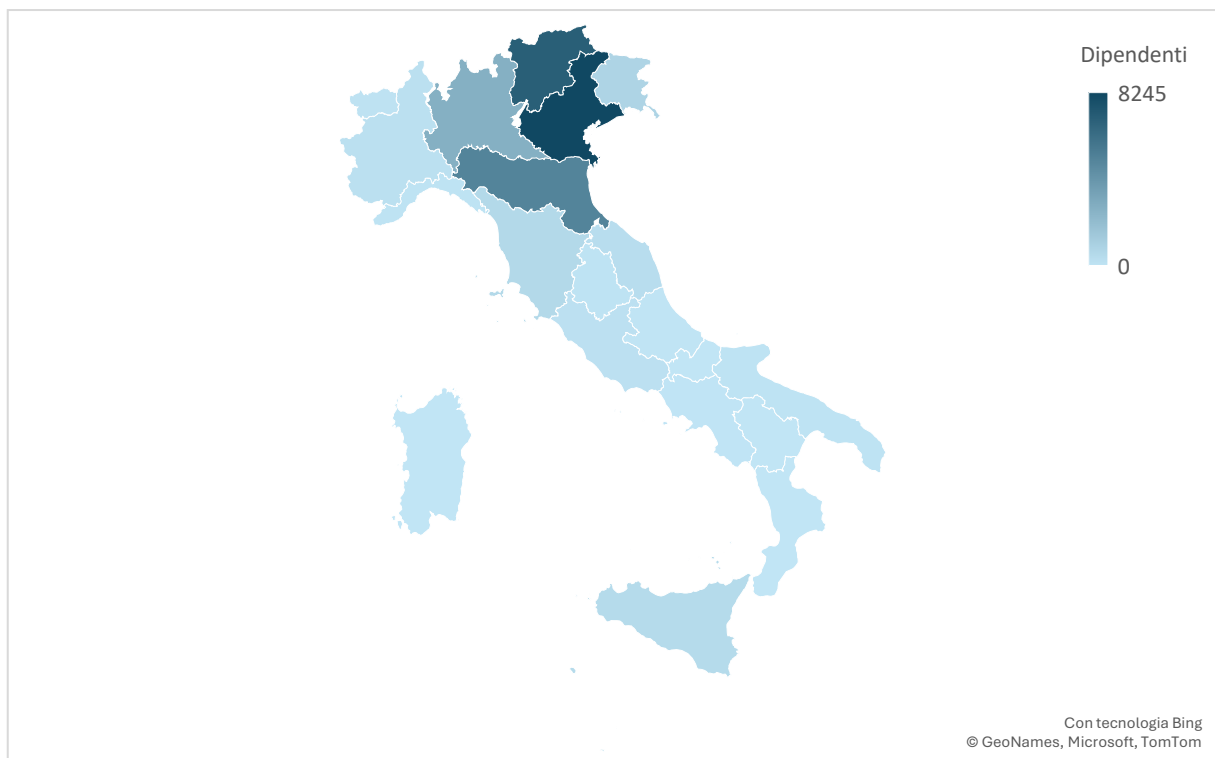 Dipendenti
8245
0
Con tecnologia Bing
© GeoNames, Microsoft, TomTom